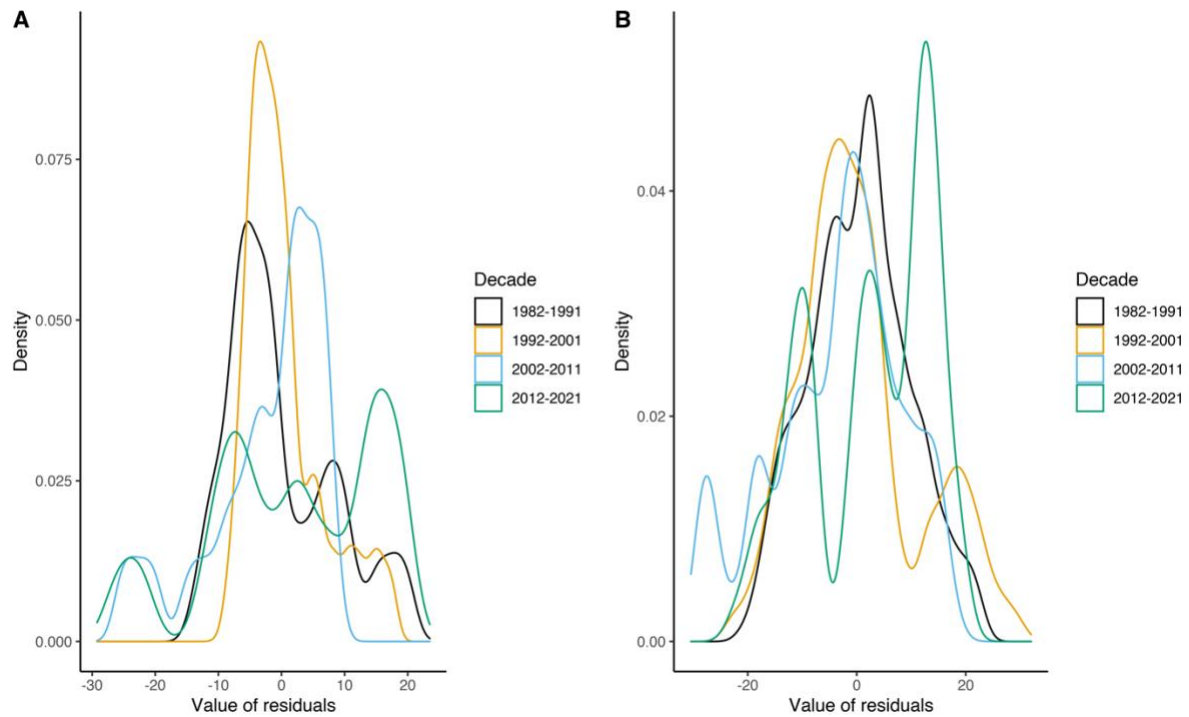 A
0.075
0.050
0.025
0.000
Density
-30 -20 -10 0 10 20
Value of residuals
Decade
1982-1991
1992-2001
2002-2011
2012-2021
B
0.04
0.02
0.00
Density
-20 0 20
Value of residuals
Decade
1982-1991
1992-2001
2002-2011
2012-2021